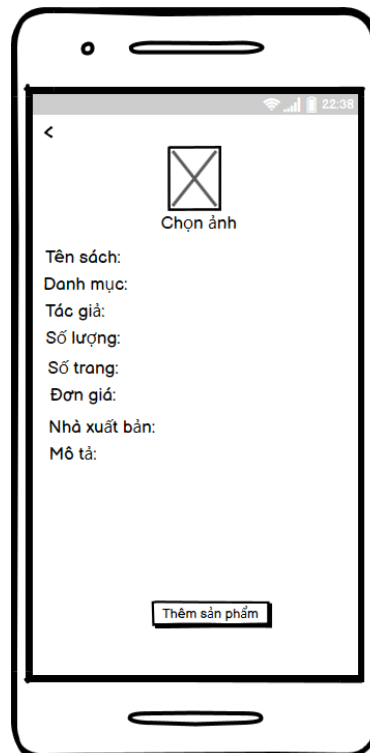 22:38
<
Chọn ảnh
Tên sách:
Danh mục:
Tác giả:
Số lượng:
Số trang:
Đơn giá:
Nhà xuất bản:
Mô tả:
Thêm sản phẩm